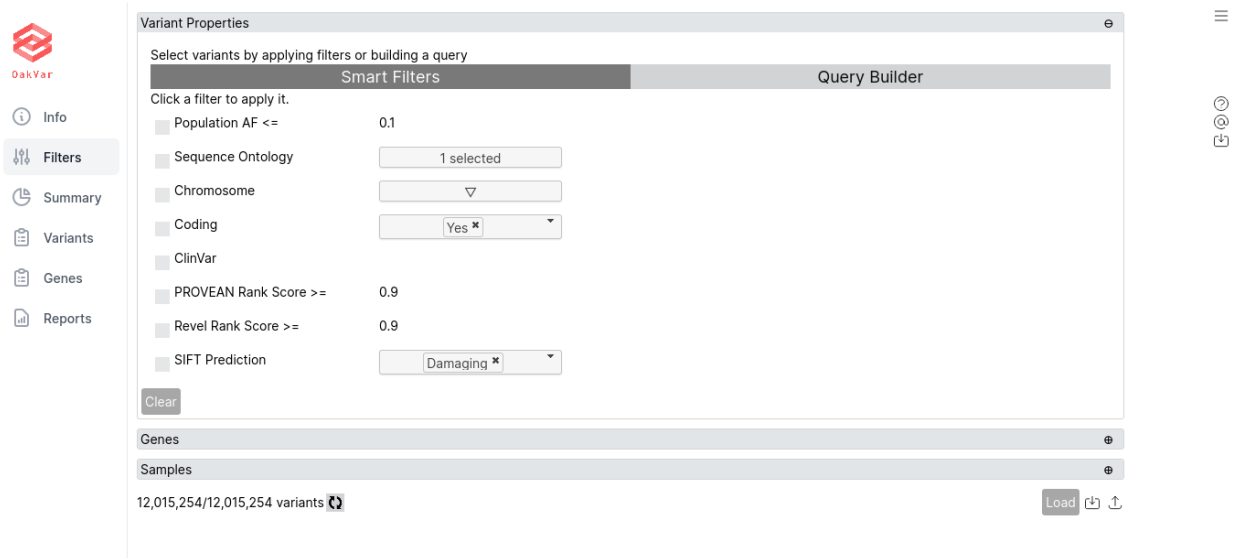 OakVar
Info
Filters
Summary
Variants
Genes
Reports
Variant Properties
Select variants by applying filters or building a query
Smart Filters Query Builder
Click a filter to apply it.
Population AF <= 0.1
Sequence Ontology 1 selected
Chromosome
Coding Yes ✖
ClinVar
PROVEAN Rank Score >= 0.9
Revel Rank Score >= 0.9
SIFT Prediction Damaging ✖
Clear
Genes
Samples
12,015,254/12,015,254 variants Load